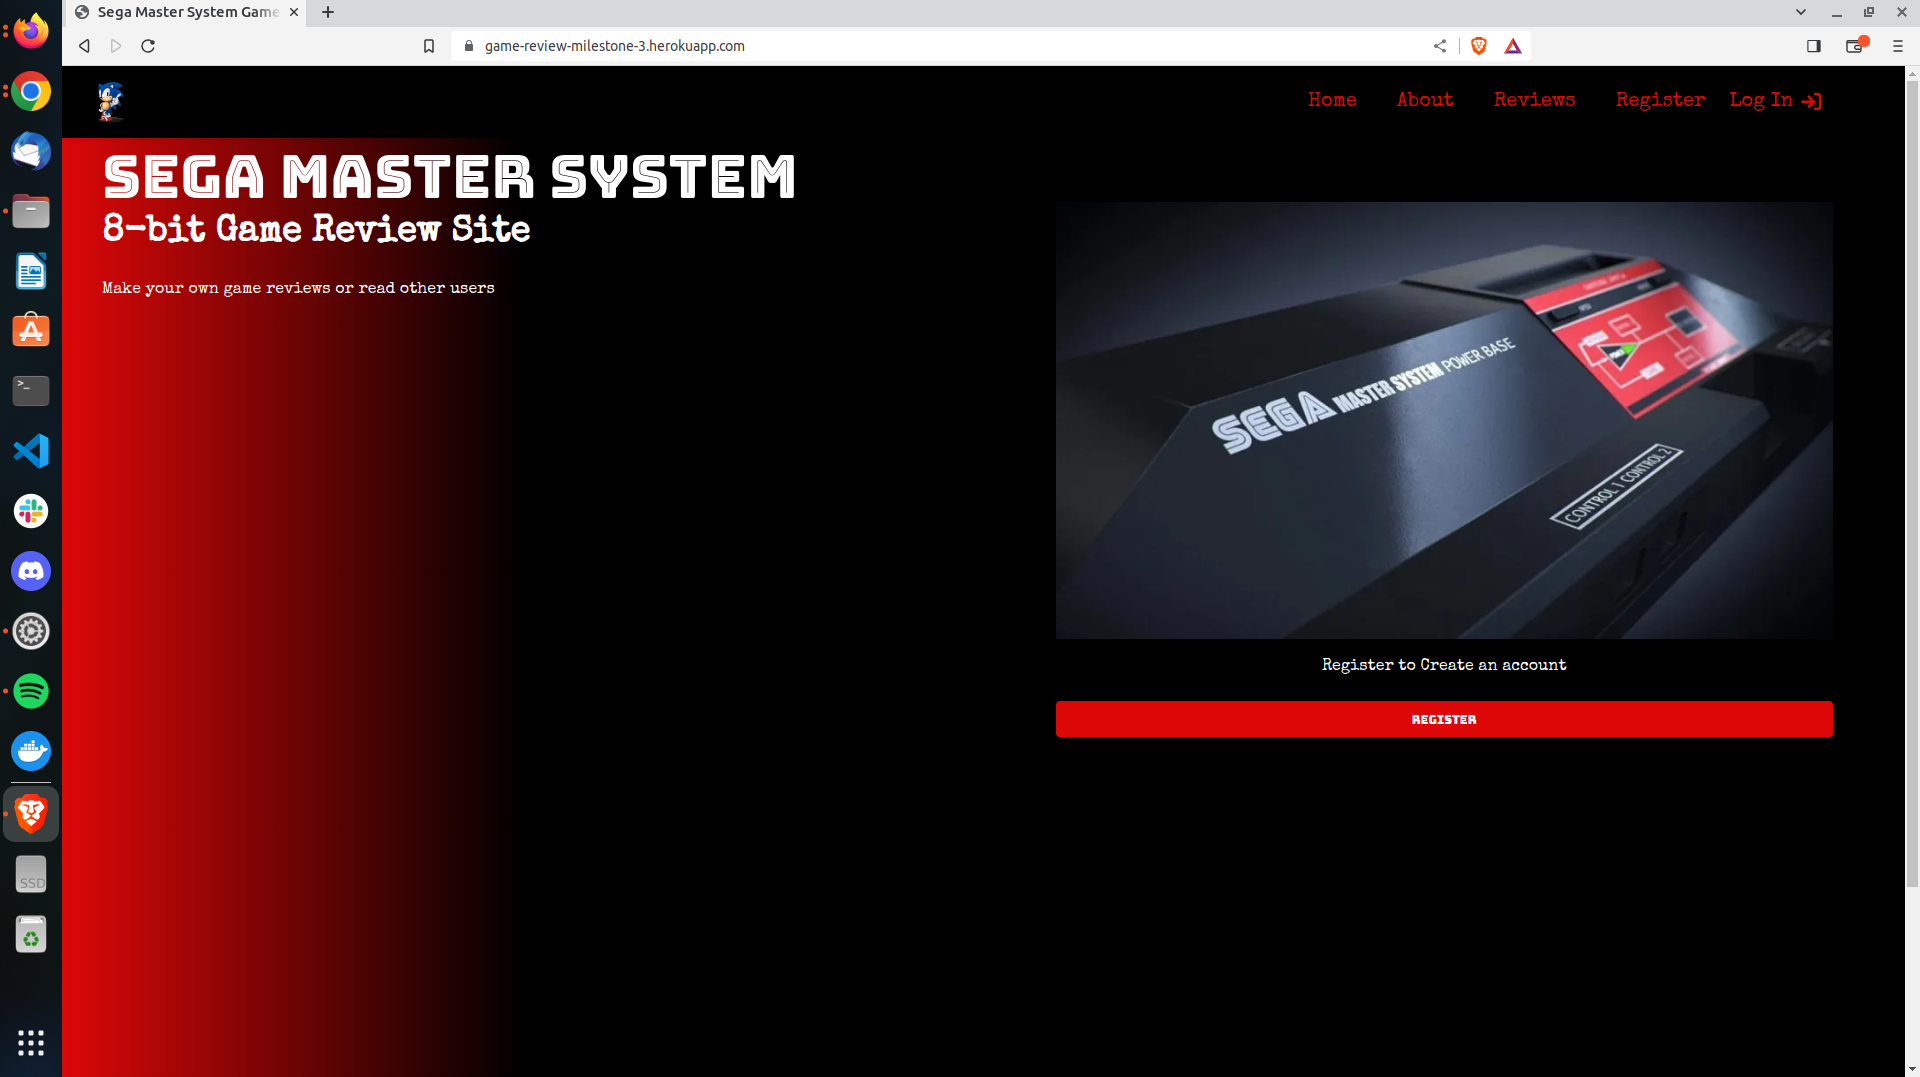 Sega Master System Game
game-review-milestone-3.herokuapp.com
Home About Reviews Register Log In
SEGA MASTER SYSTEM
8-bit Game Review Site
Make your own game reviews or read other users
SEGA MASTER SYSTEM POWER BASE
CONTROL 1 CONTROL 2
Register to Create an account
REGISTER
>_
SSD